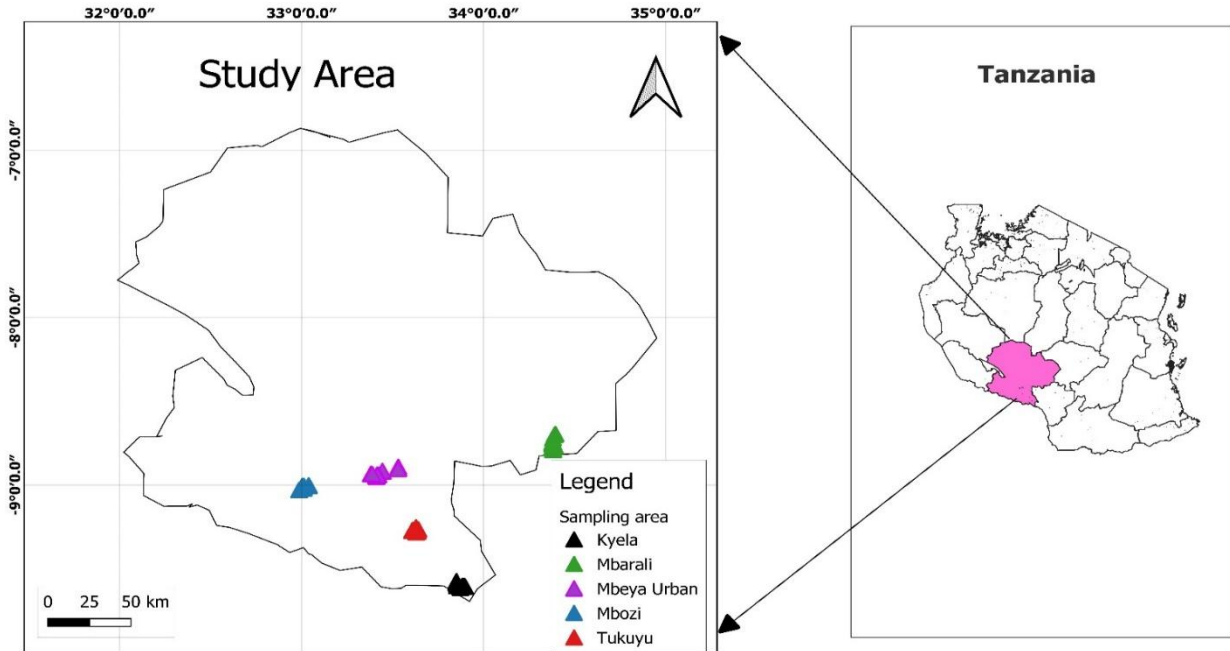 32°0'0.0" 33°0'0.0" 34°0'0.0" 35°0'0.0"
Study Area
-7°0'0.0"
-8°0'0.0"
-9°0'0.0"
0 25 50 km
Legend
Sampling area
Kyela
Mbarali
Mbeya Urban
Mbozi
Tukuyu
Tanzania